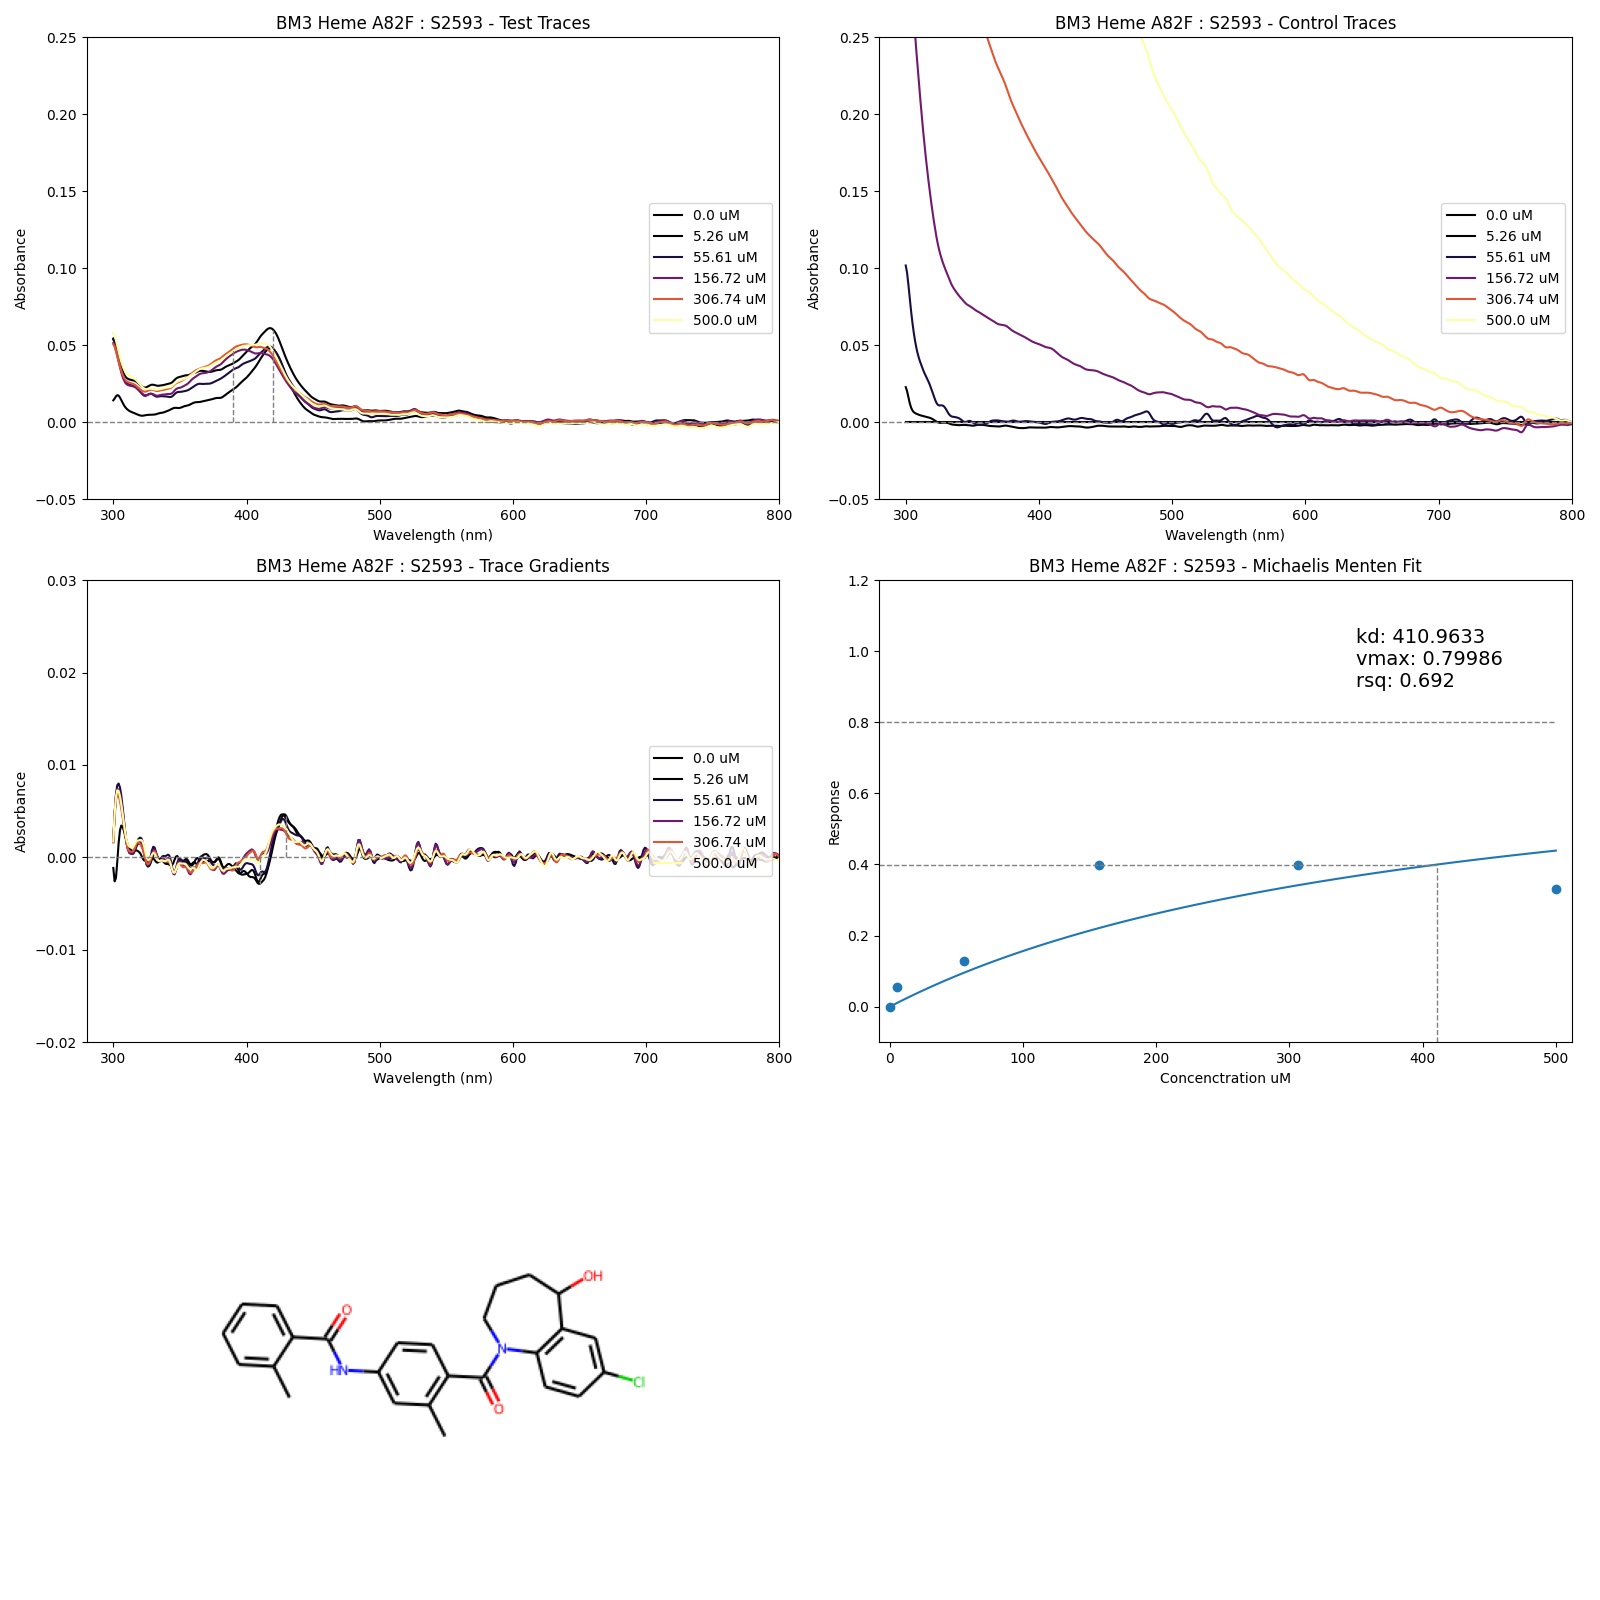 BM3 Heme A82F : S2593 - Test Traces
0.25
0.20
0.15
0.10
0.05
0.00
−0.05
Absorbance
300 400 500 600 700 800
Wavelength (nm)
0.0 uM
5.26 uM
55.61 uM
156.72 uM
306.74 uM
500.0 uM
BM3 Heme A82F : S2593 - Control Traces
0.25
0.20
0.15
0.10
0.05
0.00
−0.05
Absorbance
300 400 500 600 700 800
Wavelength (nm)
0.0 uM
5.26 uM
55.61 uM
156.72 uM
306.74 uM
500.0 uM
BM3 Heme A82F : S2593 - Trace Gradients
0.03
0.02
0.01
0.00
−0.01
−0.02
Absorbance
300 400 500 600 700 800
Wavelength (nm)
0.0 uM
5.26 uM
55.61 uM
156.72 uM
306.74 uM
500.0 uM
BM3 Heme A82F : S2593 - Michaelis Menten Fit
1.2
1.0
0.8
0.6
0.4
0.2
0.0
Response
kd: 410.9633
vmax: 0.79986
rsq: 0.692
0 100 200 300 400 500
Concenctration uM
OH
O
N
HN
Cl
O